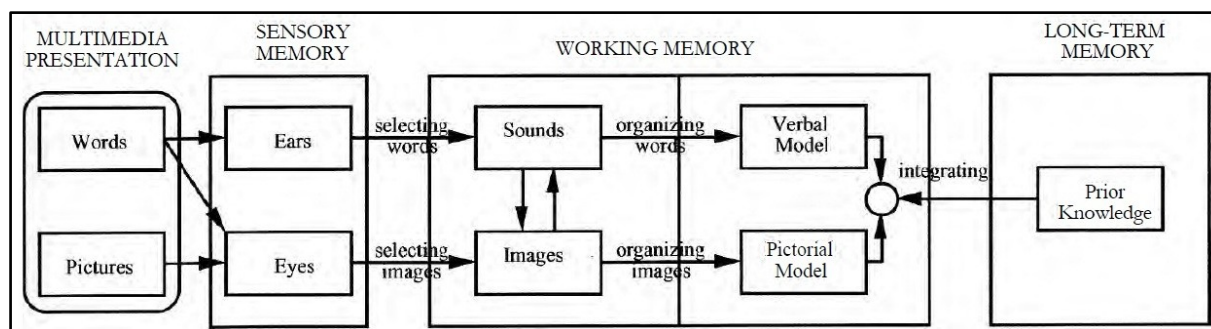 MULTIMEDIA
PRESENTATION
SENSORY
MEMORY
WORKING MEMORY
LONG-TERM
MEMORY
Words
Ears
selecting
words
Sounds
organizing
words
Verbal
Model
integrating
Prior
Knowledge
Pictures
Eyes
selecting
images
Images
organizing
images
Pictorial
Model